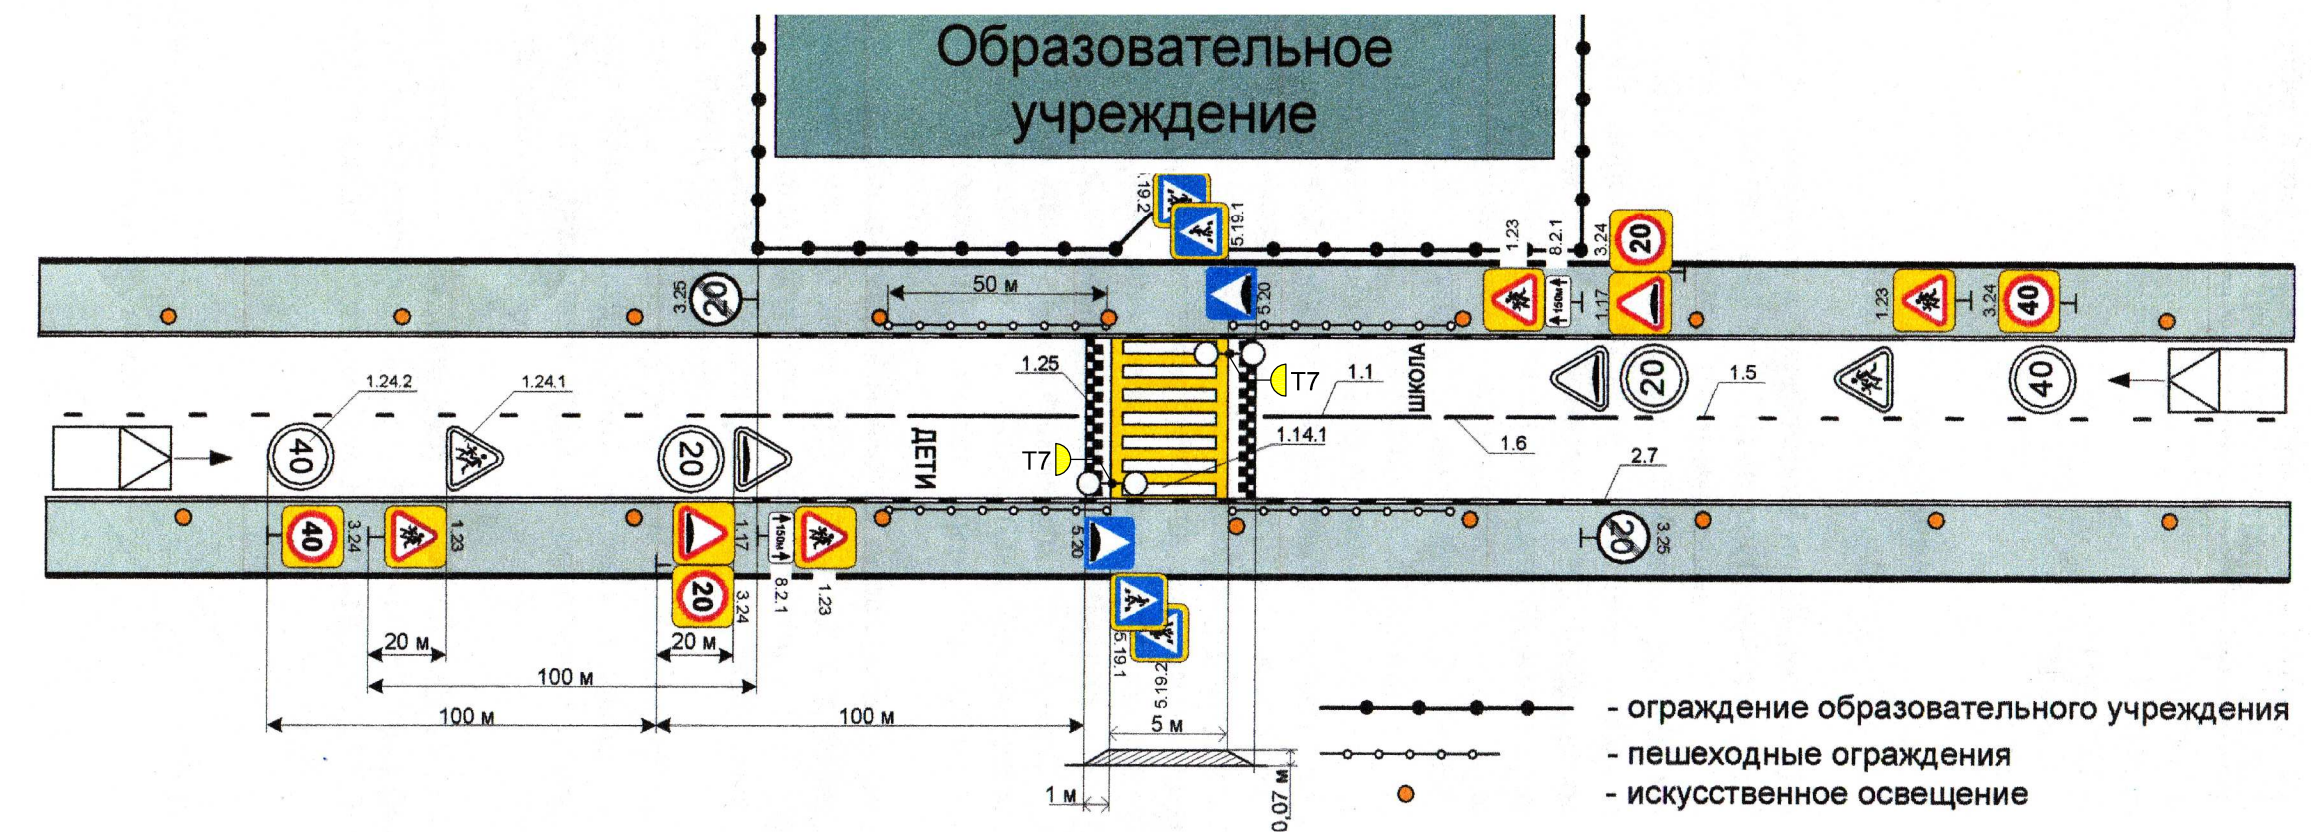 Образовательное
учреждение
19.2
5.19.1
1.23
8.2.1
3.24
20
3.25
20
50 м
5.20
150м
1.17
1.23
3.24
40
1.25
Т7
1.1
ШКОЛА
20
1.5
40
1.24.2
1.24.1
40
20
ДЕТИ
Т7
1.14.1
1.6
2.7
40
3.24
1.23
1.17
150м
5.20
20
3.25
20
3.24
8.2.1
1.23
5.19.1
5.19.2
20 м
20 м
100 м
100 м
100 м
5 м
1 м
0,07 м
- ограждение образовательного учреждения
- пешеходные ограждения
- искусственное освещение